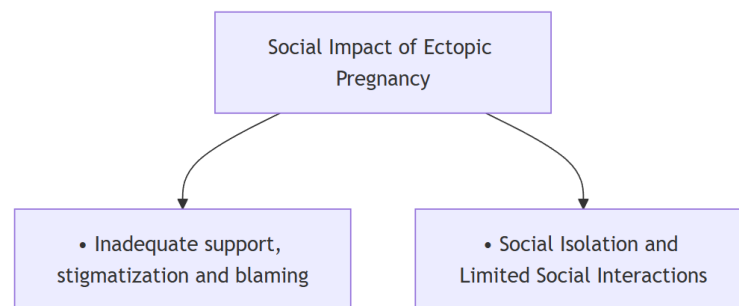 Social Impact of Ectopic
Pregnancy
• Inadequate support,
stigmatization and blaming
• Social Isolation and
Limited Social Interactions